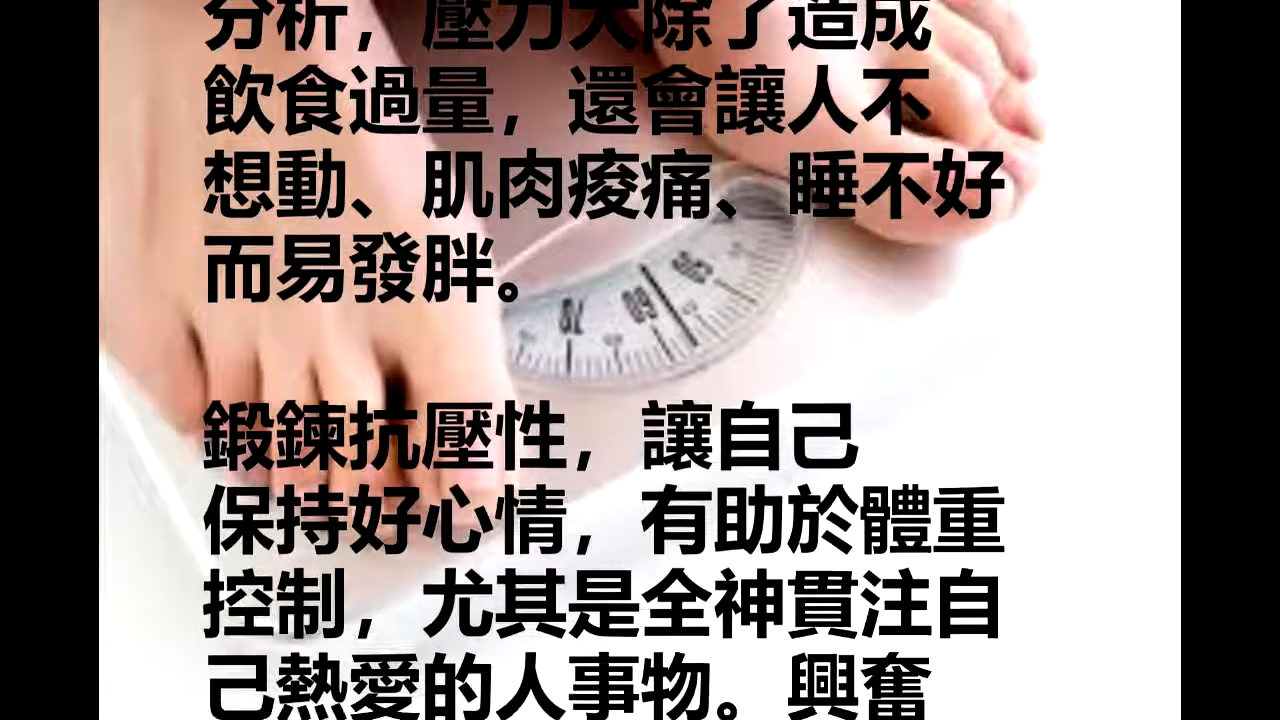 分析，壓力大除了造成
飲食過量，還會讓人不
想動、肌肉痠痛、睡不好
而易發胖。
鍛鍊抗壓性，讓自己
保持好心情，有助於體重
控制，尤其是全神貫注自
己熱愛的人事物。興奮